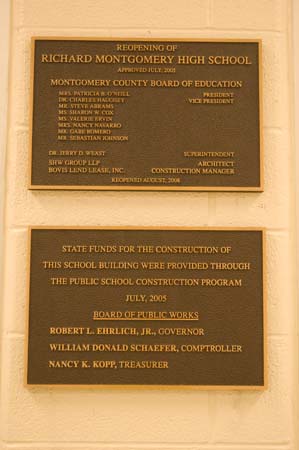 REOPENING OF
RICHARD MONTGOMERY HIGH SCHOOL
APPROVED JULY, 2005
MONTGOMERY COUNTY BOARD OF EDUCATION
MRS. PATRICIA B. O'NEILL PRESIDENT
DR. CHARLES HAUGHEY VICE PRESIDENT
MR. STEVE ABRAMS
MS. SHARON W. COX
MS. VALERIE ERVIN
MRS. NANCY NAVARRO
MR. GABE ROMERO
MR. SEBASTIAN JOHNSON
DR. JERRY D. WEAST SUPERINTENDENT
SHW GROUP LLP ARCHITECT
BOVIS LEND LEASE, INC. CONSTRUCTION MANAGER
REOPENED AUGUST, 2008
STATE FUNDS FOR THE CONSTRUCTION OF
THIS SCHOOL BUILDING WERE PROVIDED THROUGH
THE PUBLIC SCHOOL CONSTRUCTION PROGRAM
JULY, 2005
BOARD OF PUBLIC WORKS
ROBERT L. EHRLICH, JR., GOVERNOR
WILLIAM DONALD SCHAEFER, COMPTROLLER
NANCY K. KOPP, TREASURER